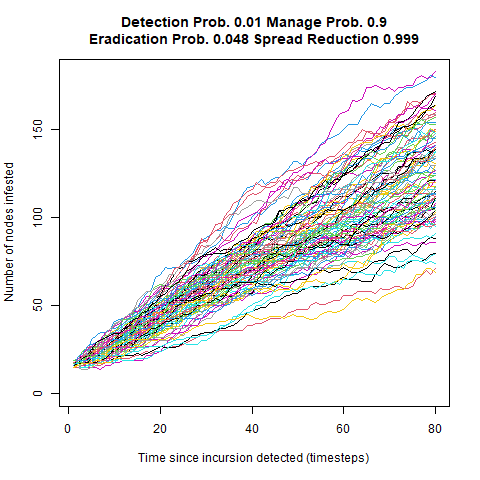 Detection Prob. 0.01 Manage Prob. 0.9
Eradication Prob. 0.048 Spread Reduction 0.999
Number of nodes infested
150
100
50
0
0 20 40 60 80
Time since incursion detected (timesteps)